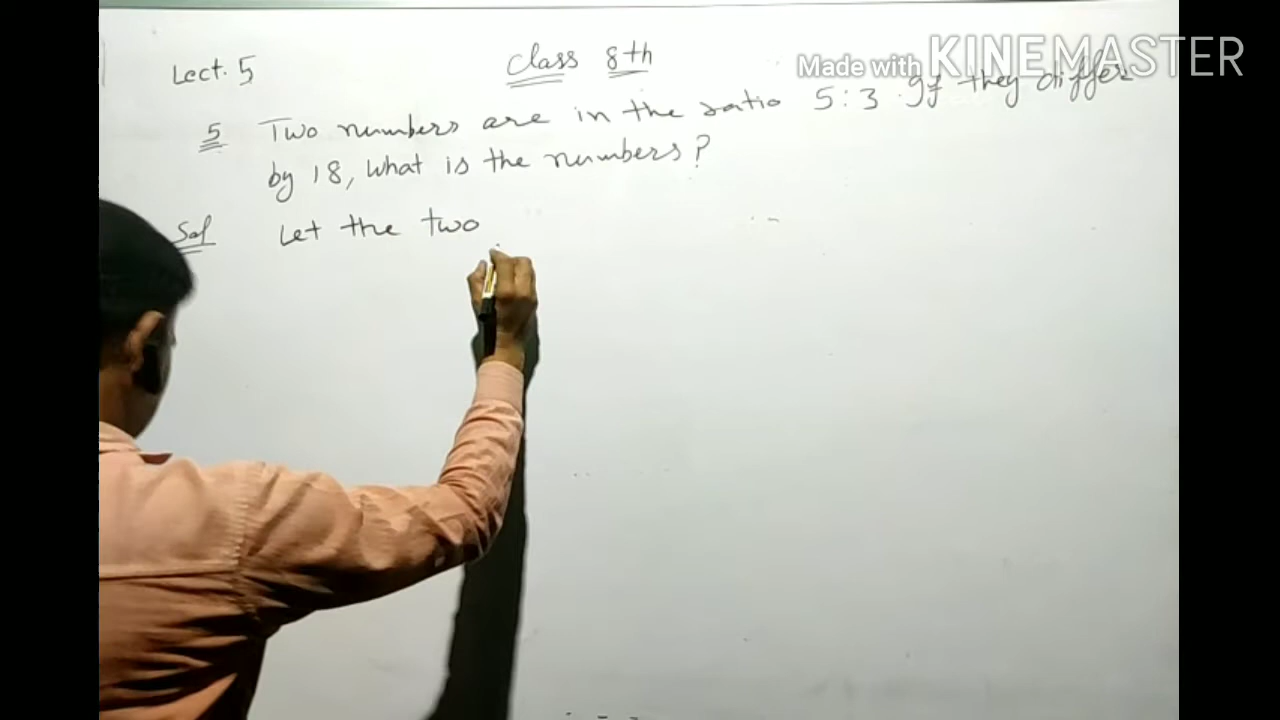 Made with KINEMASTER
Lect. 5 Class 8th
5 Two numbers are in the ratio 5:3. If they differ
by 18, What is the numbers?
Sol Let the two